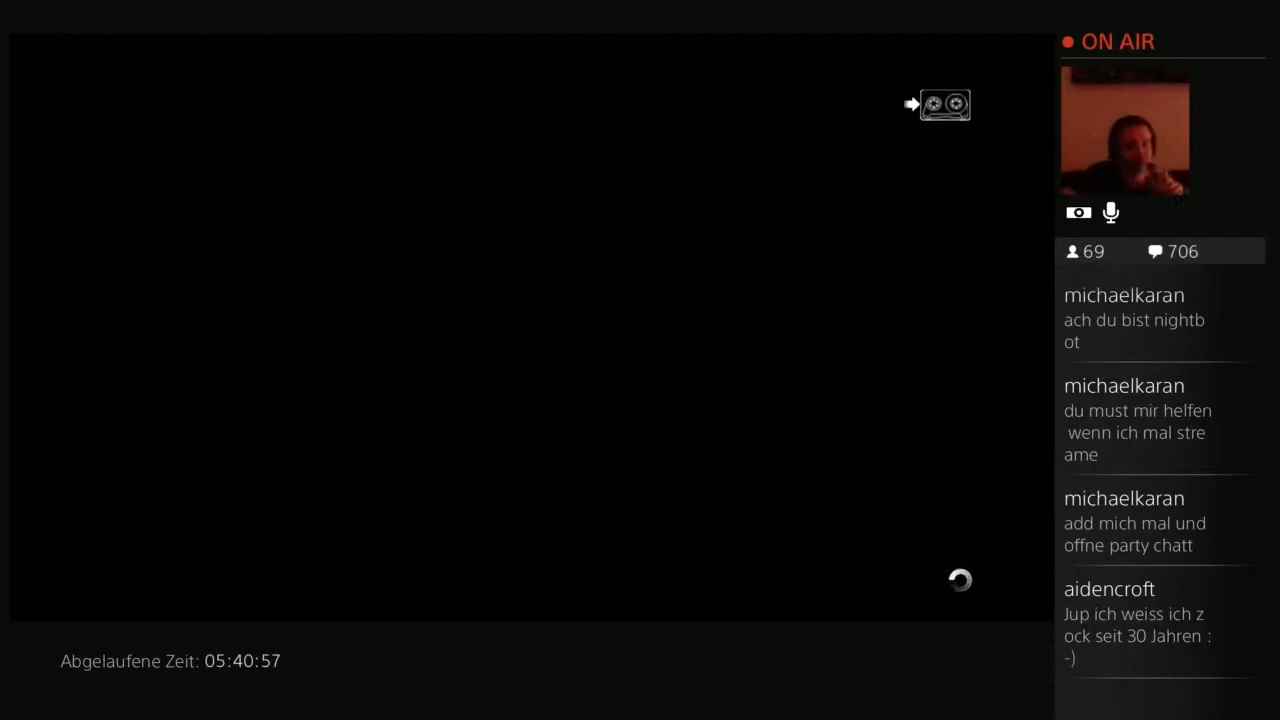 ON AIR
69 706
michaelkaran
ach du bist nightb
ot
michaelkaran
du must mir helfen
wenn ich mal stre
ame
michaelkaran
add mich mal und
offne party chatt
aidencroft
Jup ich weiss ich z
ock seit 30 Jahren :
-)
Abgelaufene Zeit: 05:40:57